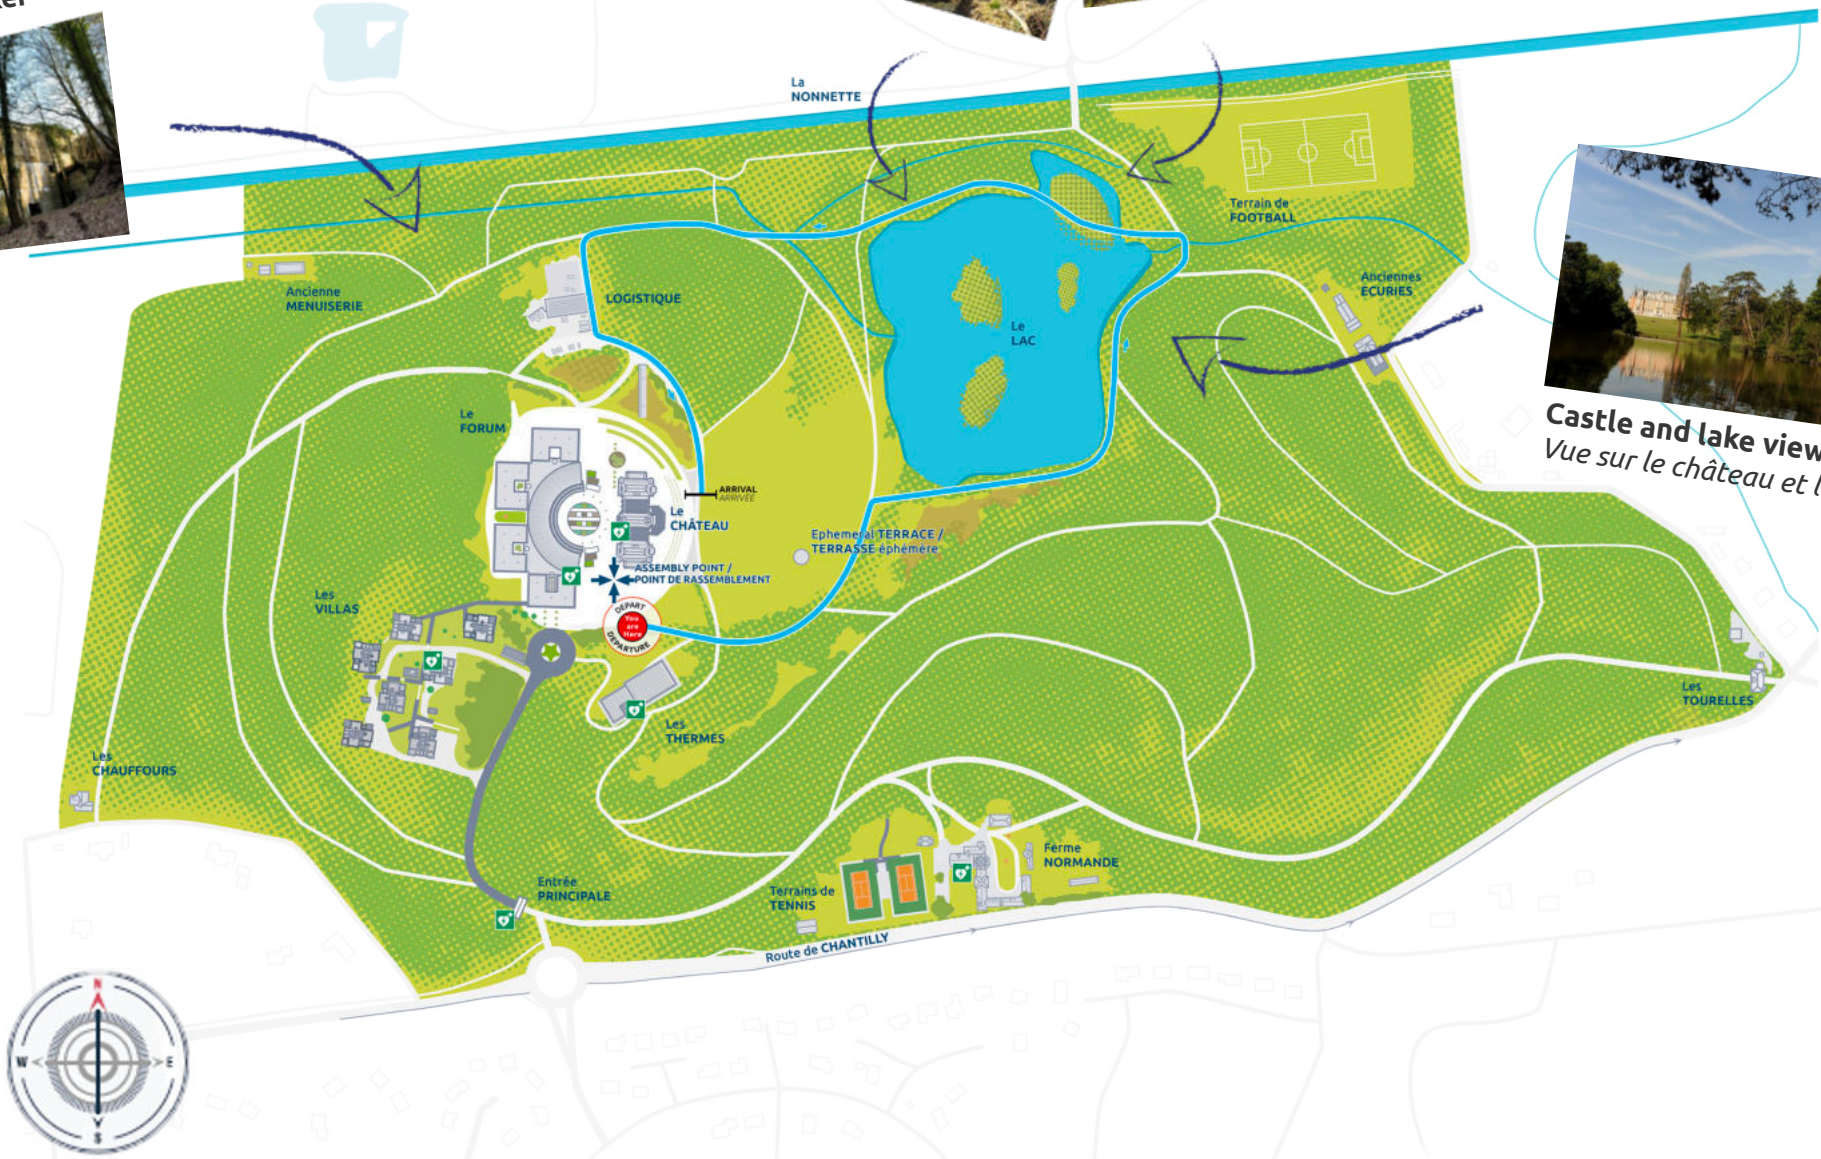 La
NONNETTE
Terrain de
FOOTBALL
Anciennes
ECURIES
Ancienne
MENUISERIE
LOGISTIQUE
Le
LAC
Castle and lake view
Vue sur le château et l
Le
FORUM
ARRIVAL
ARRIVÉE
Le
CHÂTEAU
Ephemeral TERRACE /
TERRASSE éphémère
ASSEMBLY POINT /
POINT DE RASSEMBLEMENT
DEPART
You
are
Here
DEPARTURE
Les
VILLAS
Les
THERMES
Les
TOURELLES
Les
CHAUFFOURS
Entrée
PRINCIPALE
Terrains de
TENNIS
Ferme
NORMANDE
Route de CHANTILLY
N
W
E
S